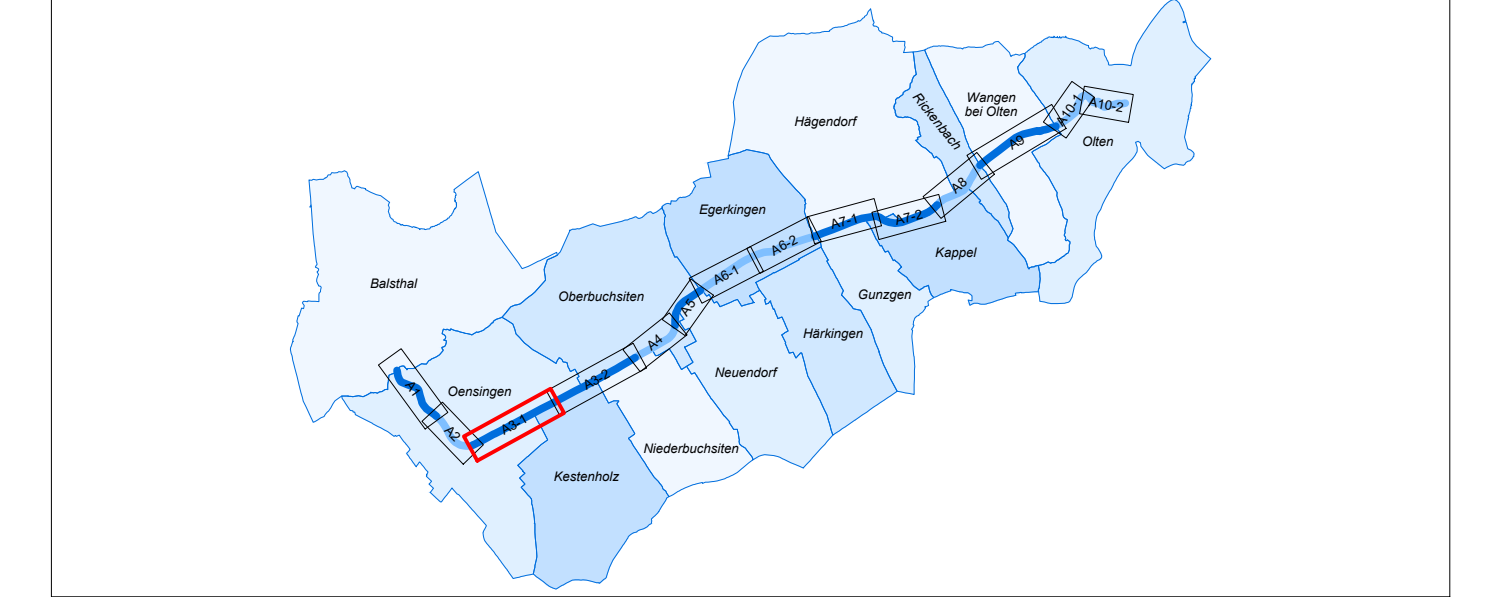 Hägendorf
Rickenbach
Wangen
bei Olten
A10-1
A10-2
Olten
A9
A8
Egerkingen
A7-1
A7-2
A6-2
A6-1
Kappel
Balsthal
Oberbuchsiten
Gunzgen
A5
Härkingen
A4
Neuendorf
A3-2
A1
Oensingen
A3-1
A2
Niederbuchsiten
Kestenholz